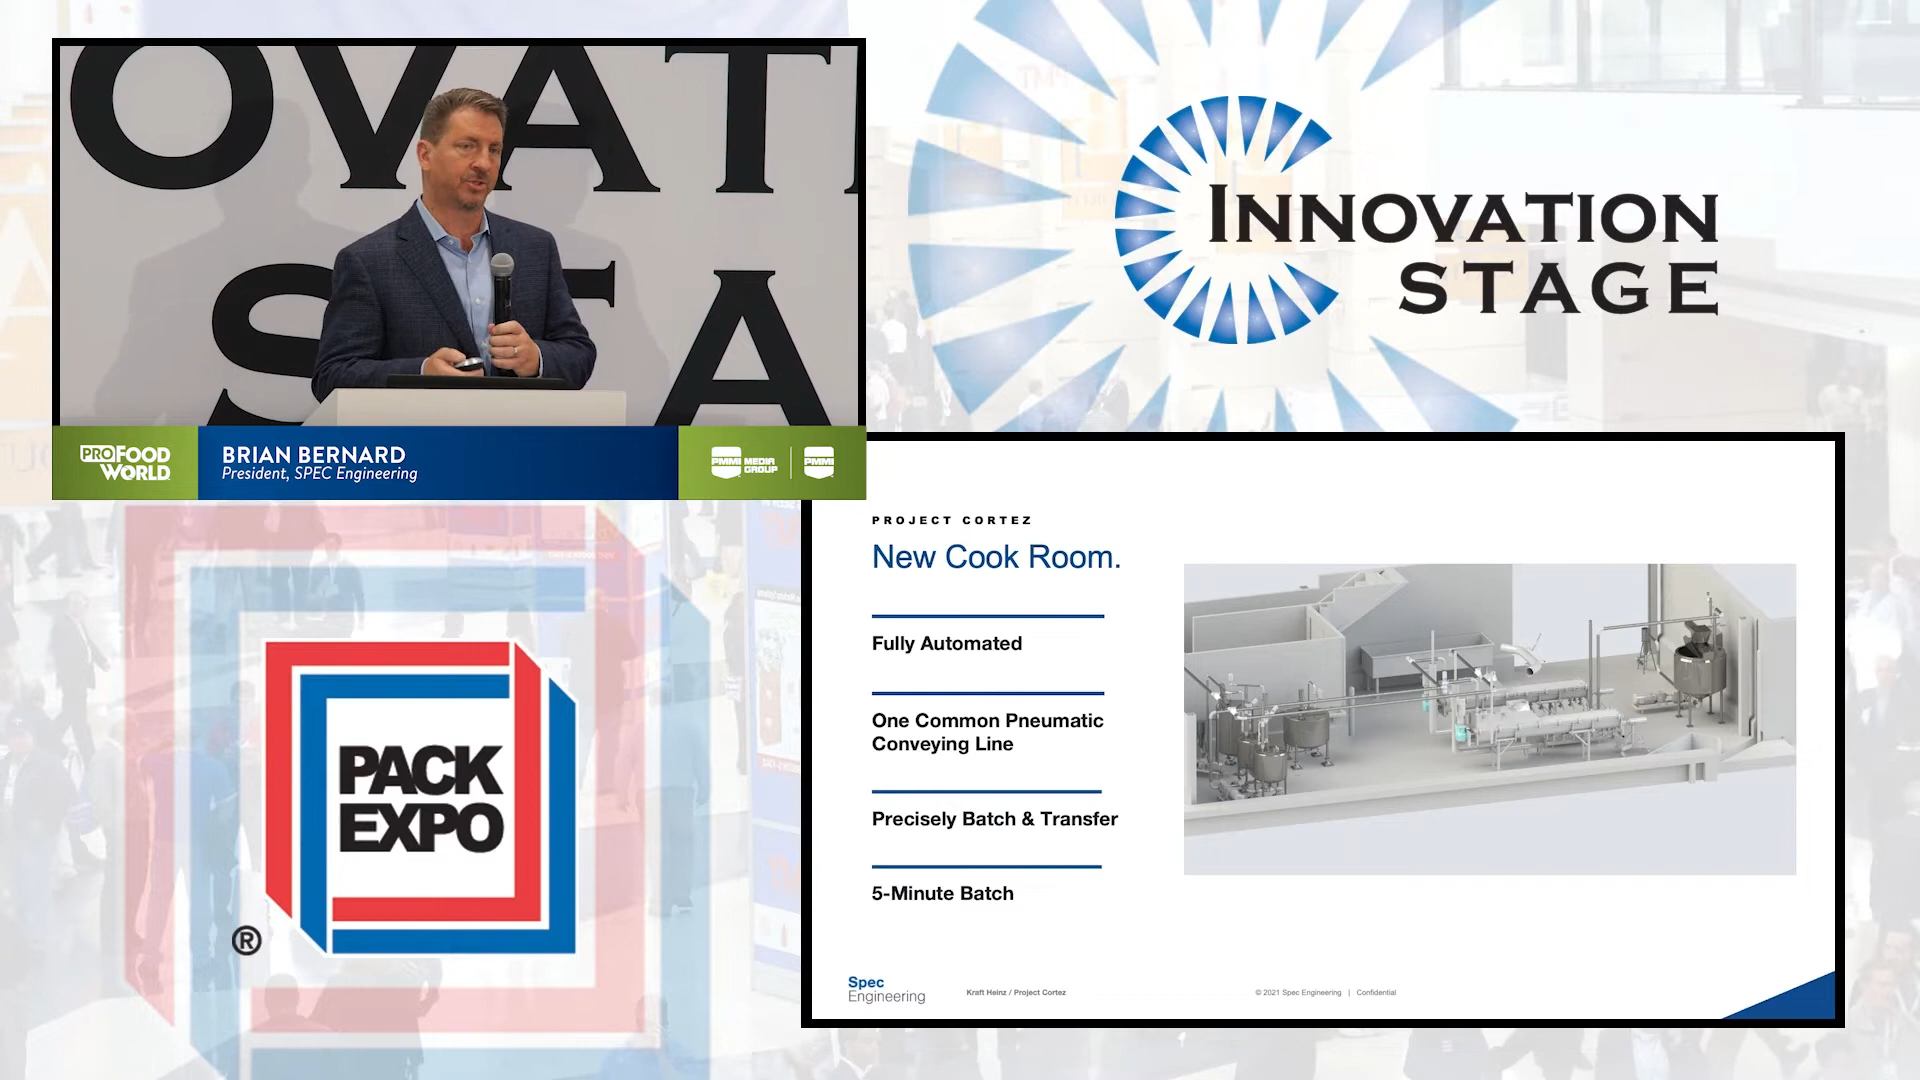 OVATI
STA
PRO FOOD
WORLD
BRIAN BERNARD
President, SPEC Engineering
PMMI MEDIA
GROUP
PMMI
INNOVATION
STAGE
PACK
EXPO
®
PROJECT CORTEZ
New Cook Room.
Fully Automated
One Common Pneumatic
Conveying Line
Precisely Batch & Transfer
5-Minute Batch
Spec
Engineering
Kraft Heinz / Project Cortez
© 2021 Spec Engineering | Confidential